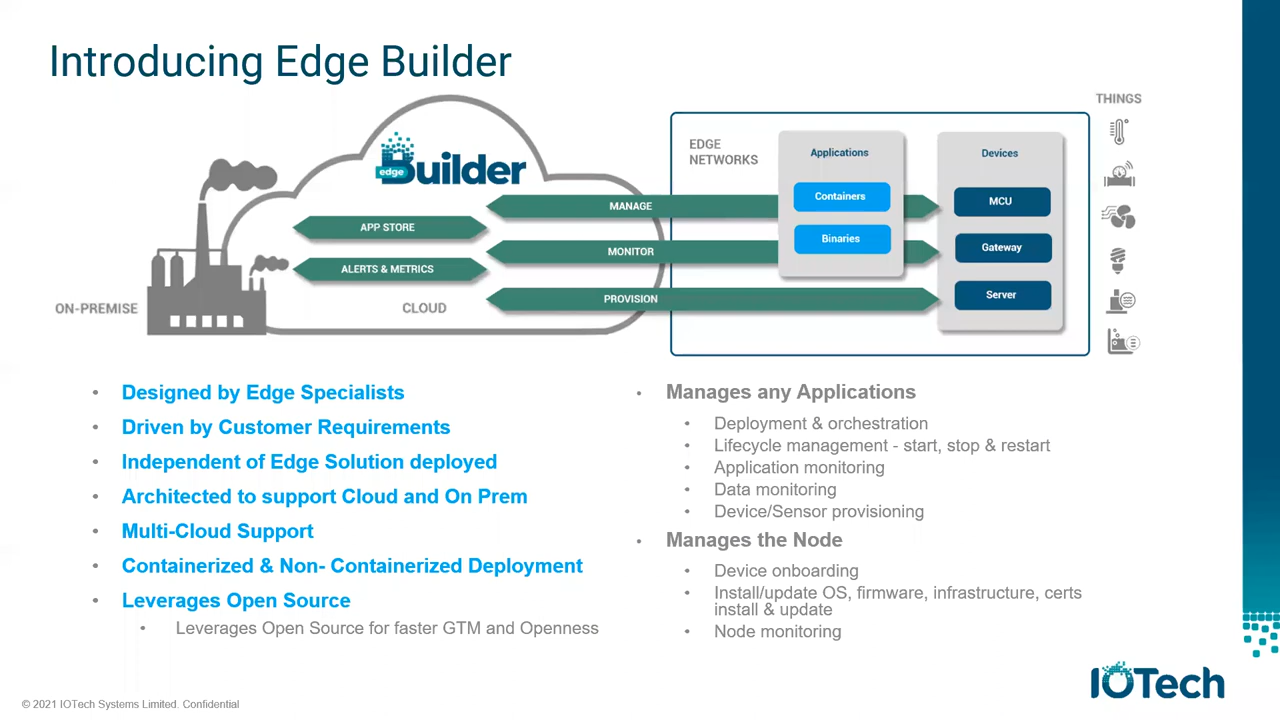 Introducing Edge Builder
THINGS
EDGE
NETWORKS
Applications
Devices
edge Builder
Containers
MCU
MANAGE
APP STORE
Binaries
Gateway
MONITOR
ALERTS & METRICS
Server
PROVISION
ON-PREMISE
CLOUD
• Designed by Edge Specialists
• Driven by Customer Requirements
• Independent of Edge Solution deployed
• Architected to support Cloud and On Prem
• Multi-Cloud Support
• Containerized & Non- Containerized Deployment
• Leverages Open Source
• Leverages Open Source for faster GTM and Openness
• Manages any Applications
• Deployment & orchestration
• Lifecycle management - start, stop & restart
• Application monitoring
• Data monitoring
• Device/Sensor provisioning
• Manages the Node
• Device onboarding
• Install/update OS, firmware, infrastructure, certs
install & update
• Node monitoring
IOTech
© 2021 IOTech Systems Limited. Confidential